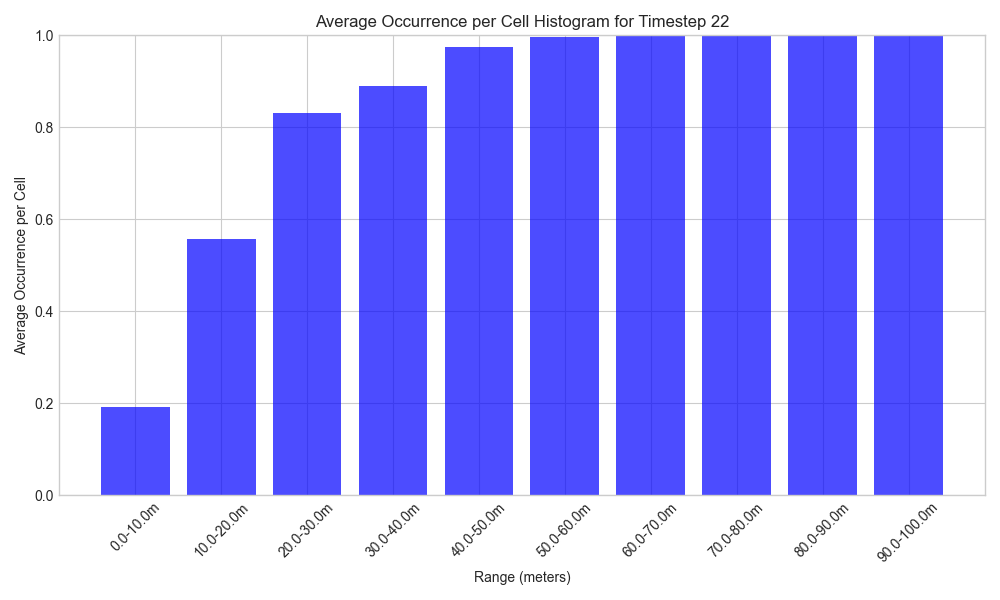 Average Occurrence per Cell Histogram for Timestep 22
1.0
0.8
0.6
0.4
0.2
0.0
Average Occurrence per Cell
0.0-10.0m
10.0-20.0m
20.0-30.0m
30.0-40.0m
40.0-50.0m
50.0-60.0m
60.0-70.0m
70.0-80.0m
80.0-90.0m
90.0-100.0m
Range (meters)